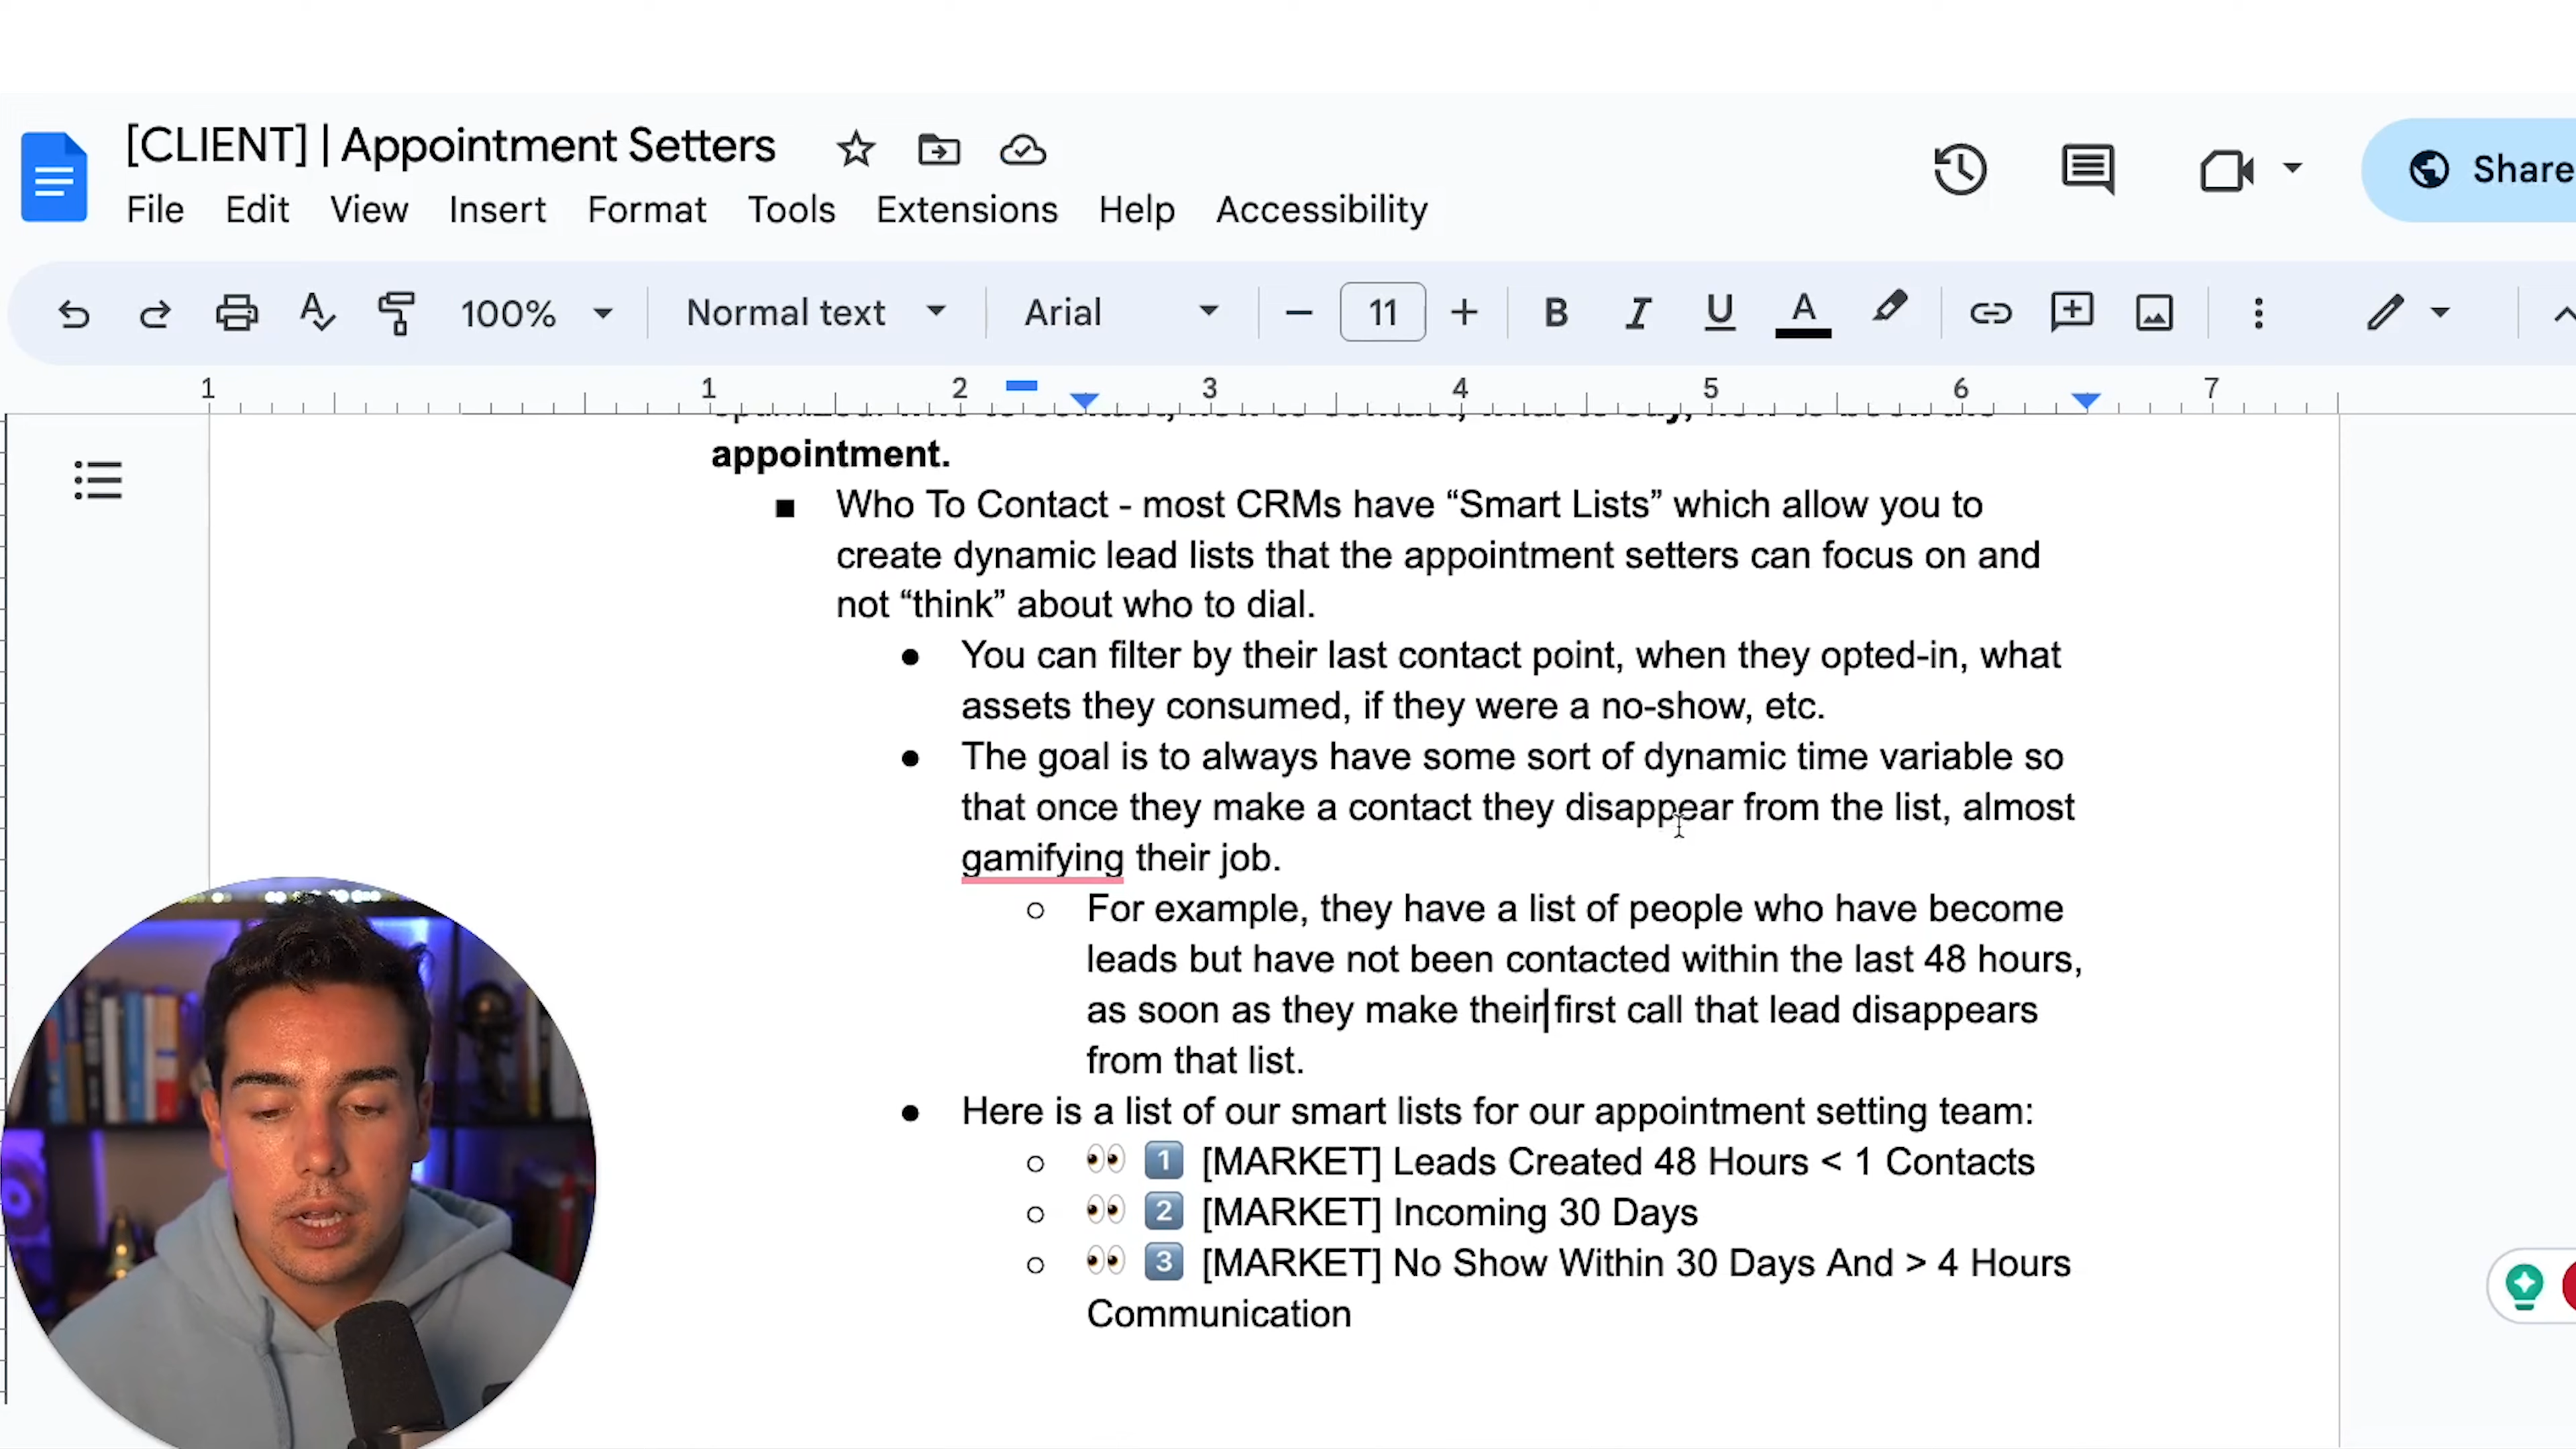 [CLIENT] | Appointment Setters
File Edit View Insert Format Tools Extensions Help Accessibility
Share
100% Normal text Arial 11 B I U A
1 1 2 3 4 5 6 7
appointment.
Who To Contact - most CRMs have “Smart Lists” which allow you to
create dynamic lead lists that the appointment setters can focus on and
not “think” about who to dial.
You can filter by their last contact point, when they opted-in, what
assets they consumed, if they were a no-show, etc.
The goal is to always have some sort of dynamic time variable so
that once they make a contact they disappear from the list, almost
gamifying their job.
For example, they have a list of people who have become
leads but have not been contacted within the last 48 hours,
as soon as they make their first call that lead disappears
from that list.
Here is a list of our smart lists for our appointment setting team:
👀 1️⃣ [MARKET] Leads Created 48 Hours < 1 Contacts
👀 2️⃣ [MARKET] Incoming 30 Days
👀 3️⃣ [MARKET] No Show Within 30 Days And > 4 Hours
Communication